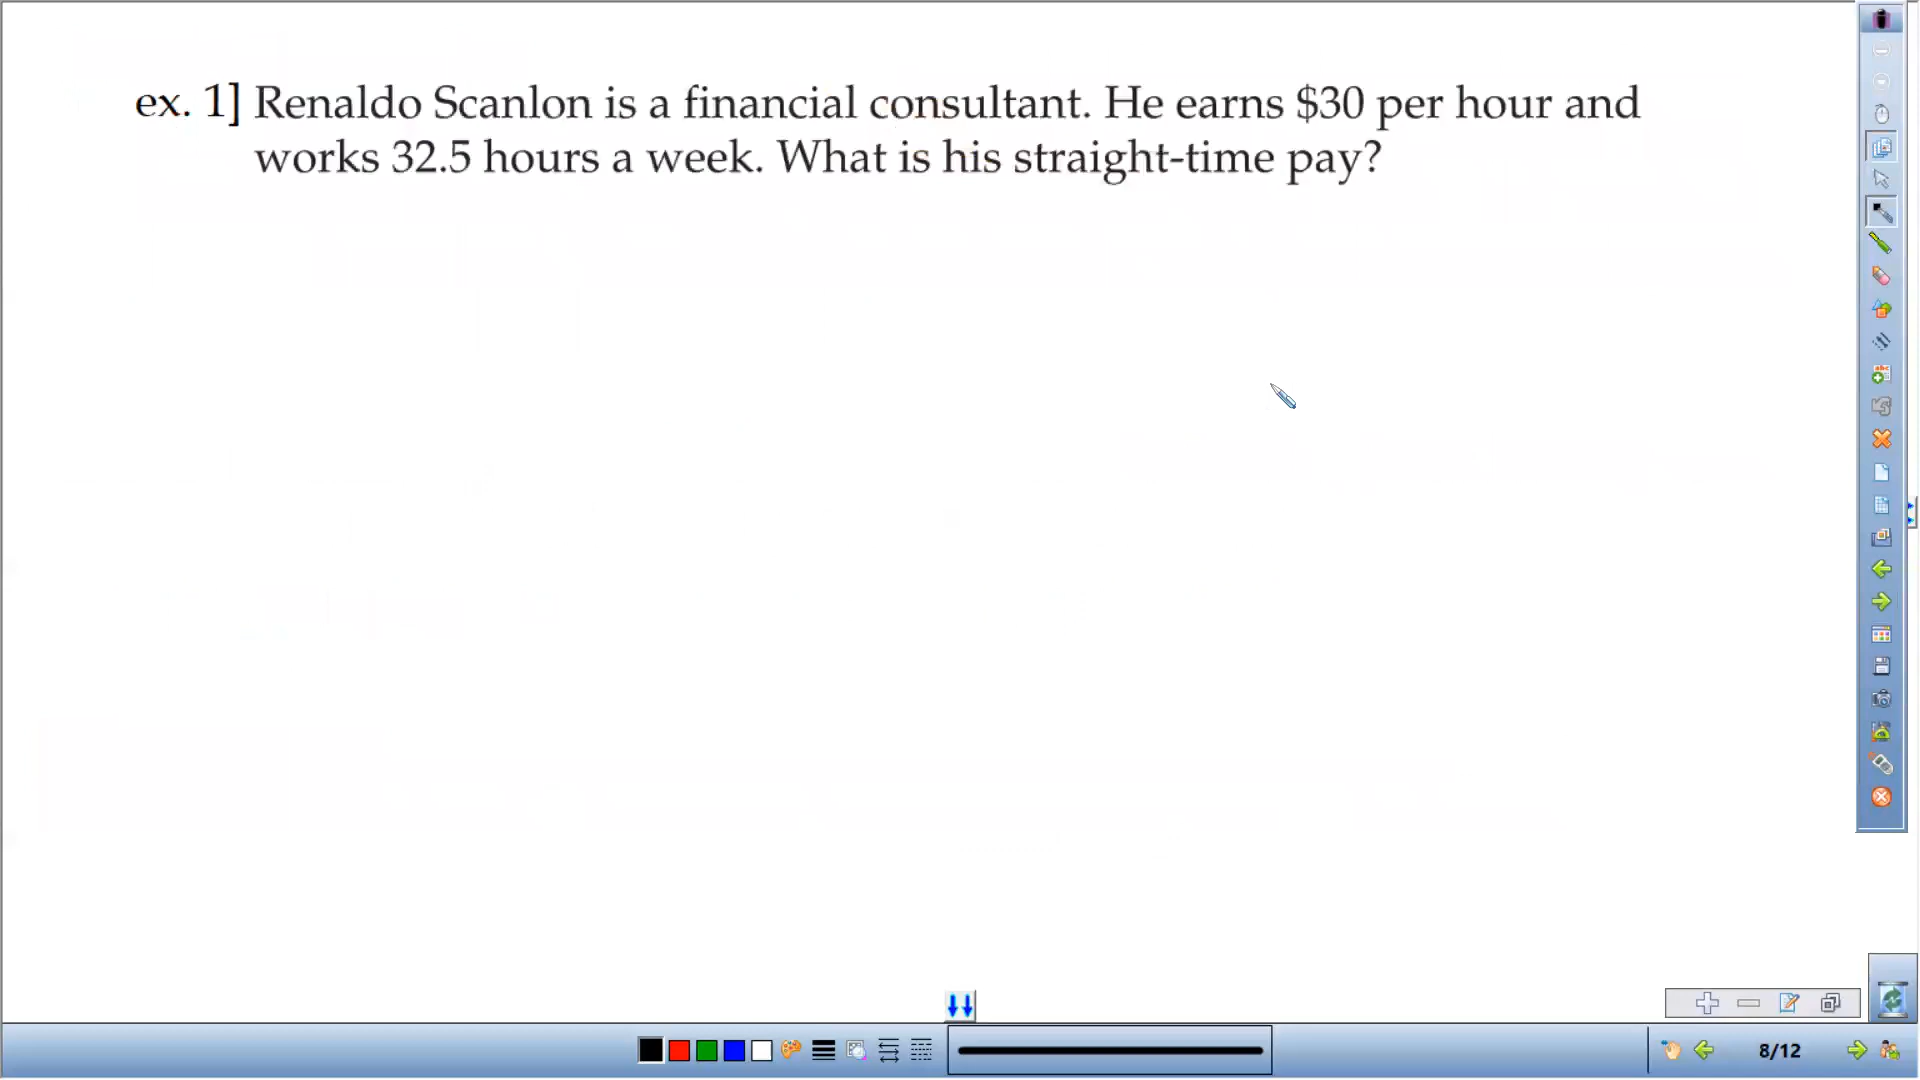 ex. 1] Renaldo Scanlon is a financial consultant. He earns $30 per hour and
works 32.5 hours a week. What is his straight-time pay?
8/12